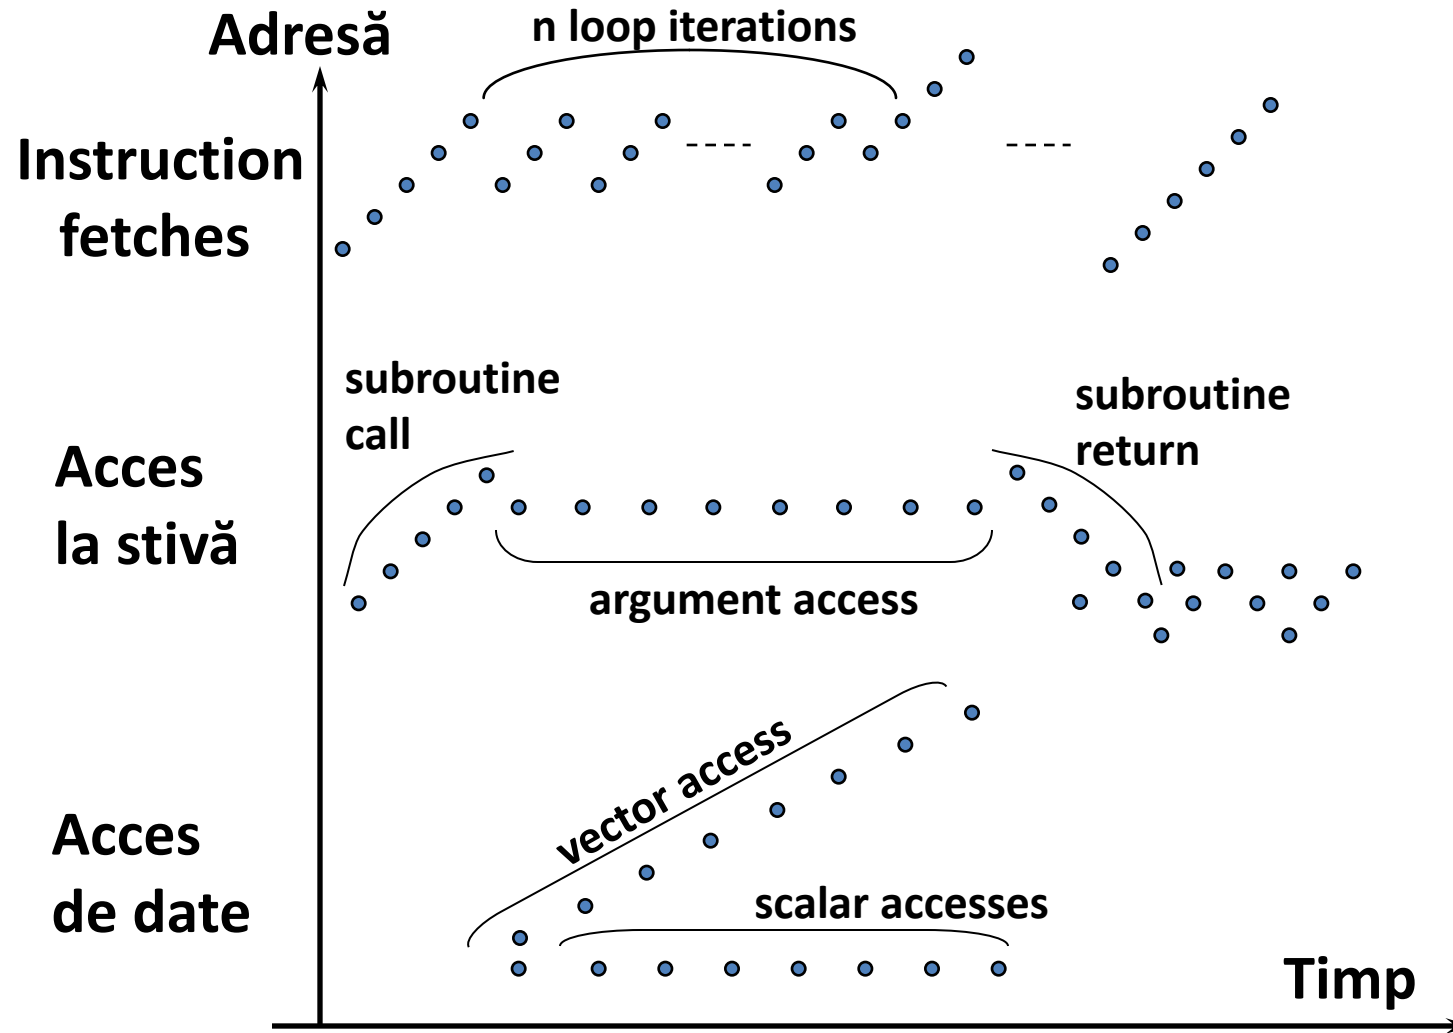 Adresă
n loop iterations
Instruction
fetches
subroutine
call
subroutine
return
Acces
la stivă
argument access
vector access
Acces
de date
scalar accesses
Timp